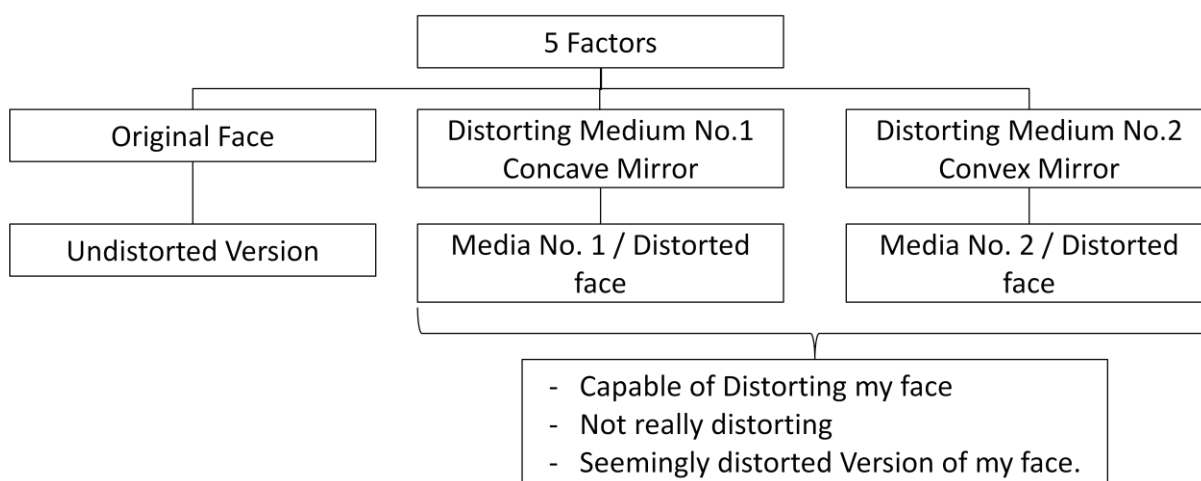 5 Factors
Original Face
Distorting Medium No.1
Concave Mirror
Distorting Medium No.2
Convex Mirror
Undistorted Version
Media No. 1 / Distorted
face
Media No. 2 / Distorted
face
- Capable of Distorting my face
- Not really distorting
- Seemingly distorted Version of my face.